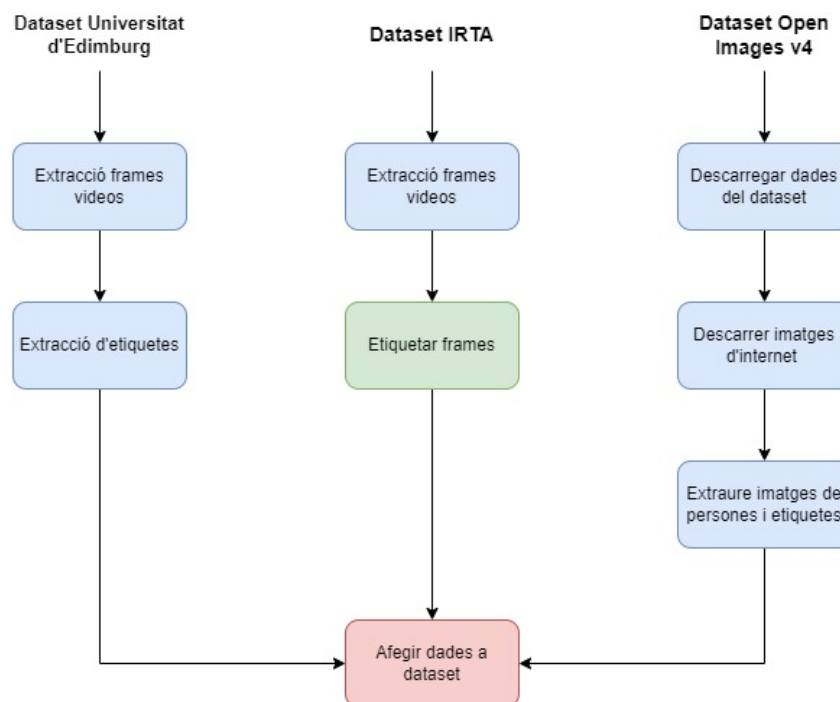 Dataset Universitat
d'Edimburg
Dataset IRTA
Dataset Open
Images v4
Extracció frames
videos
Extracció frames
videos
Descarregar dades
del dataset
Extracció d'etiquetes
Etiquetar frames
Descarrer imatges
d'internet
Extraure imatges de
persones i etiquetes
Afegir dades a
dataset